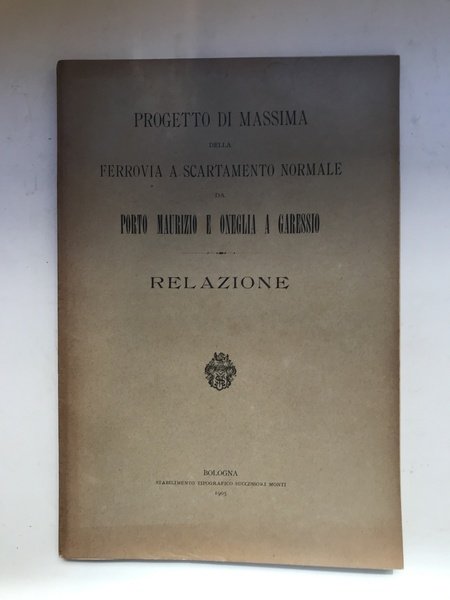 PROGETTO DI MASSIMA
DELLA
FERROVIA A SCARTAMENTO NORMALE
DA
PORTO MAURIZIO E ONEGLIA A GARESSIO
RELAZIONE
BOLOGNA
STABILIMENTO TIPOGRAFICO SUCCESSORI MONTI
1905